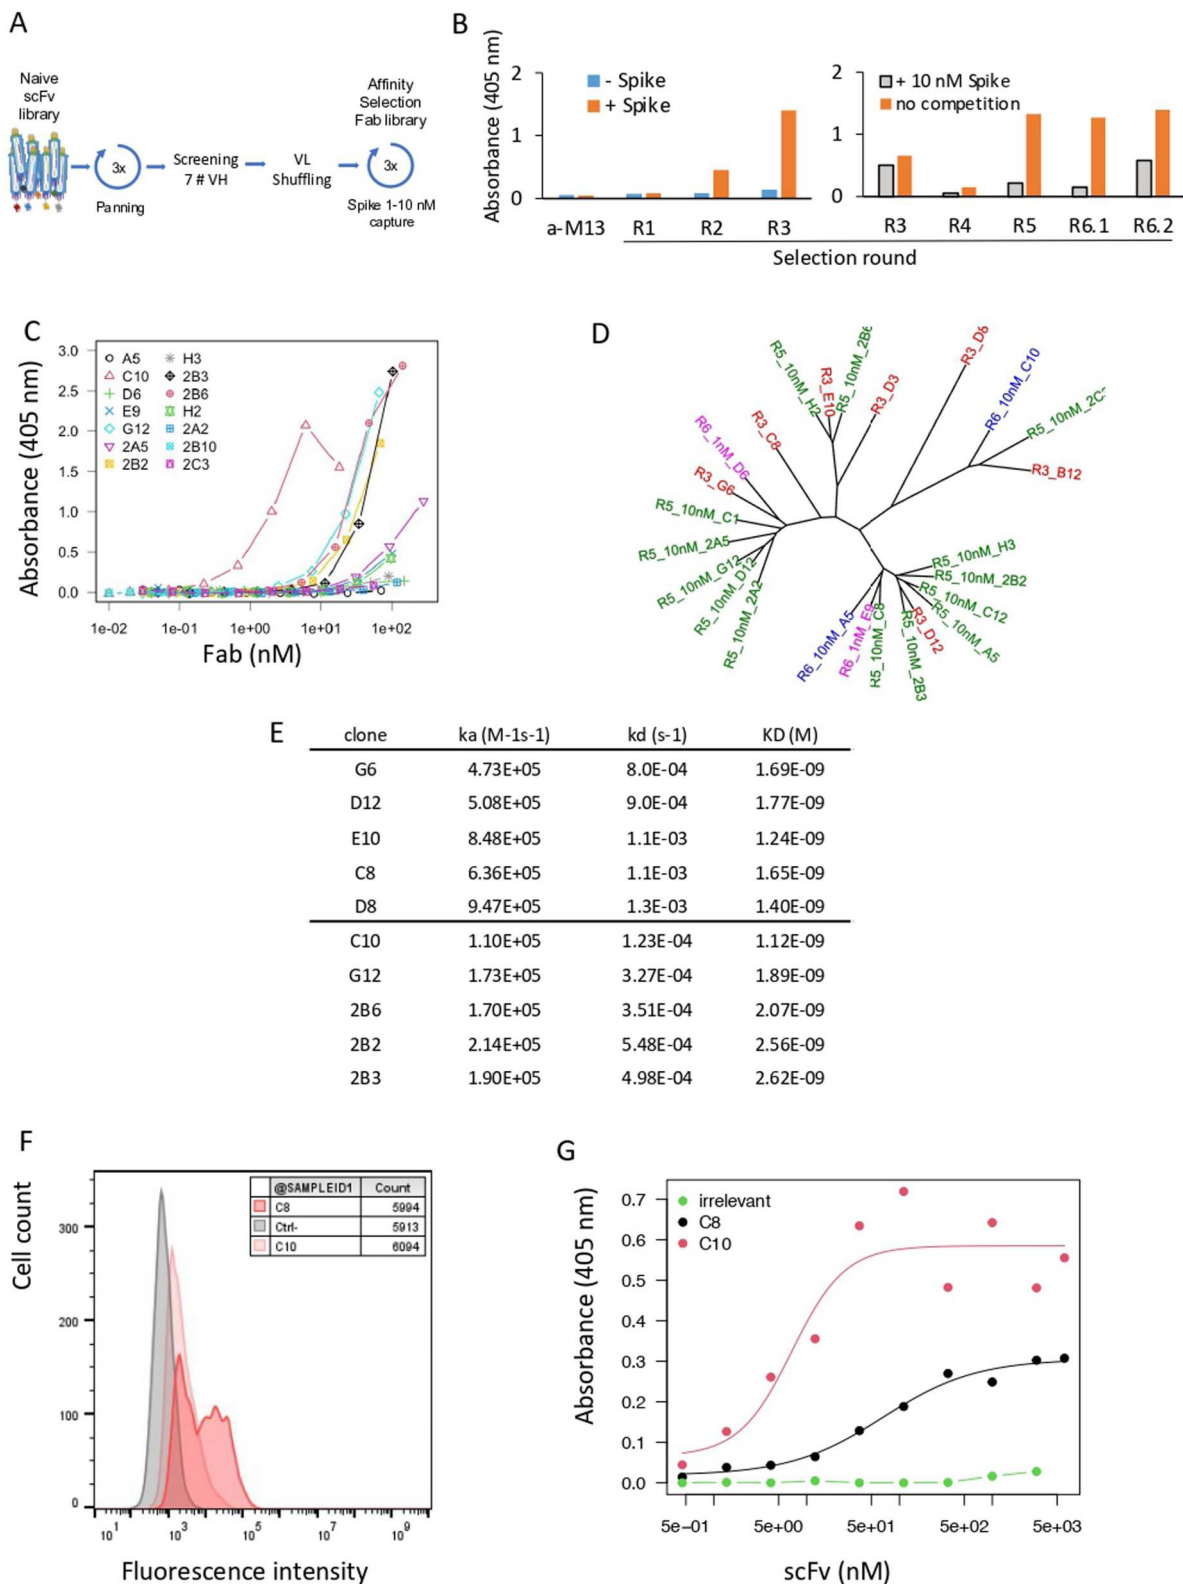 A
Naive
scFv
library
3x
Panning
Screening
7 # VH
VL
Shuffling
Affinity
Selection
Fab library
3x
Spike 1-10 nM
capture
B
Absorbance (405 nm)
2
1
0
- Spike
+ Spike
a-M13 R1 R2 R3
2
1
0
+ 10 nM Spike
no competition
R3 R4 R5 R6.1 R6.2
Selection round
C
Absorbance (405 nm)
3.0
2.5
2.0
1.5
1.0
0.5
0.0
A5 H3
C10 2B3
D6 2B6
E9 H2
G12 2A2
2A5 2B10
2B2 2C3
1e-02 1e-01 1e+00 1e+01 1e+02
Fab (nM)
D
R5_10nM_H2
R3_E10
R5_10nM_2B6
R3_D3
R3_D8
R6_10nM_C10
R5_10nM_2C
R3_B12
R3_C8
R6_1nM_D6
R3_G6
R5_10nM_C1
R5_10nM_2A5
R5_10nM_G12
R5_10nM_D12
R5_10nM_2A2
R6_10nM_A5
R6_1nM_E9
R5_10nM_C8
R5_10nM_2B3
R3_D12
R5_10nM_A5
R5_10nM_C12
R5_10nM_2B2
R5_10nM_H3
E
clone ka (M-1s-1) kd (s-1) KD (M)
G6 4.73E+05 8.0E-04 1.69E-09
D12 5.08E+05 9.0E-04 1.77E-09
E10 8.48E+05 1.1E-03 1.24E-09
C8 6.36E+05 1.1E-03 1.65E-09
D8 9.47E+05 1.3E-03 1.40E-09
C10 1.10E+05 1.23E-04 1.12E-09
G12 1.73E+05 3.27E-04 1.89E-09
2B6 1.70E+05 3.51E-04 2.07E-09
2B2 2.14E+05 5.48E-04 2.56E-09
2B3 1.90E+05 4.98E-04 2.62E-09
F
Cell count
300
200
100
0
@SAMPLEID1 Count
C8 5994
Ctrl- 5913
C10 6094
10^1 10^3 10^5 10^7 10^9
Fluorescence intensity
G
Absorbance (405 nm)
0.7
0.6
0.5
0.4
0.3
0.2
0.1
0.0
irrelevant
C8
C10
5e−01 5e+00 5e+01 5e+02 5e+03
scFv (nM)